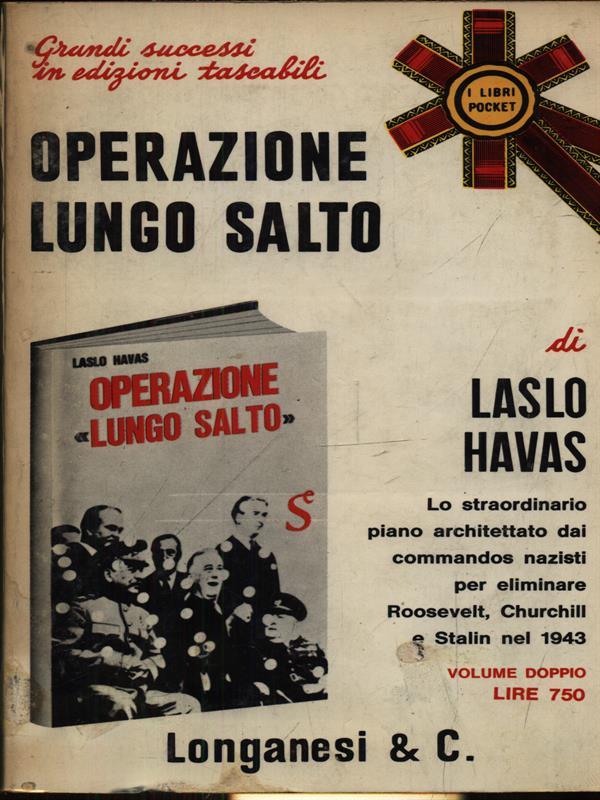 Grandi successi
in edizioni tascabili
I LIBRI
POCKET
OPERAZIONE
LUNGO SALTO
LASLO HAVAS
OPERAZIONE
«LUNGO SALTO»
di
LASLO
HAVAS
Lo straordinario
piano architettato dai
commandos nazisti
per eliminare
Roosevelt, Churchill
e Stalin nel 1943
VOLUME DOPPIO
LIRE 750
Longanesi & C.